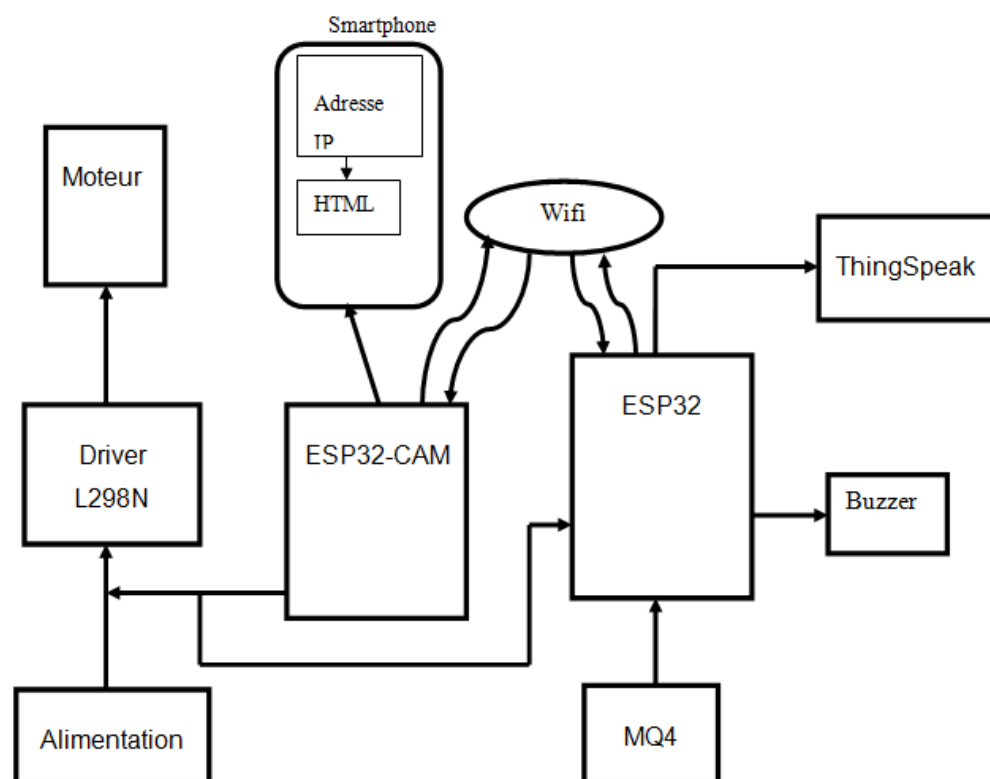 Smartphone
Adresse
IP
HTML
Moteur
Wifi
ThingSpeak
ESP32
Driver
L298N
ESP32-CAM
Buzzer
Alimentation
MQ4